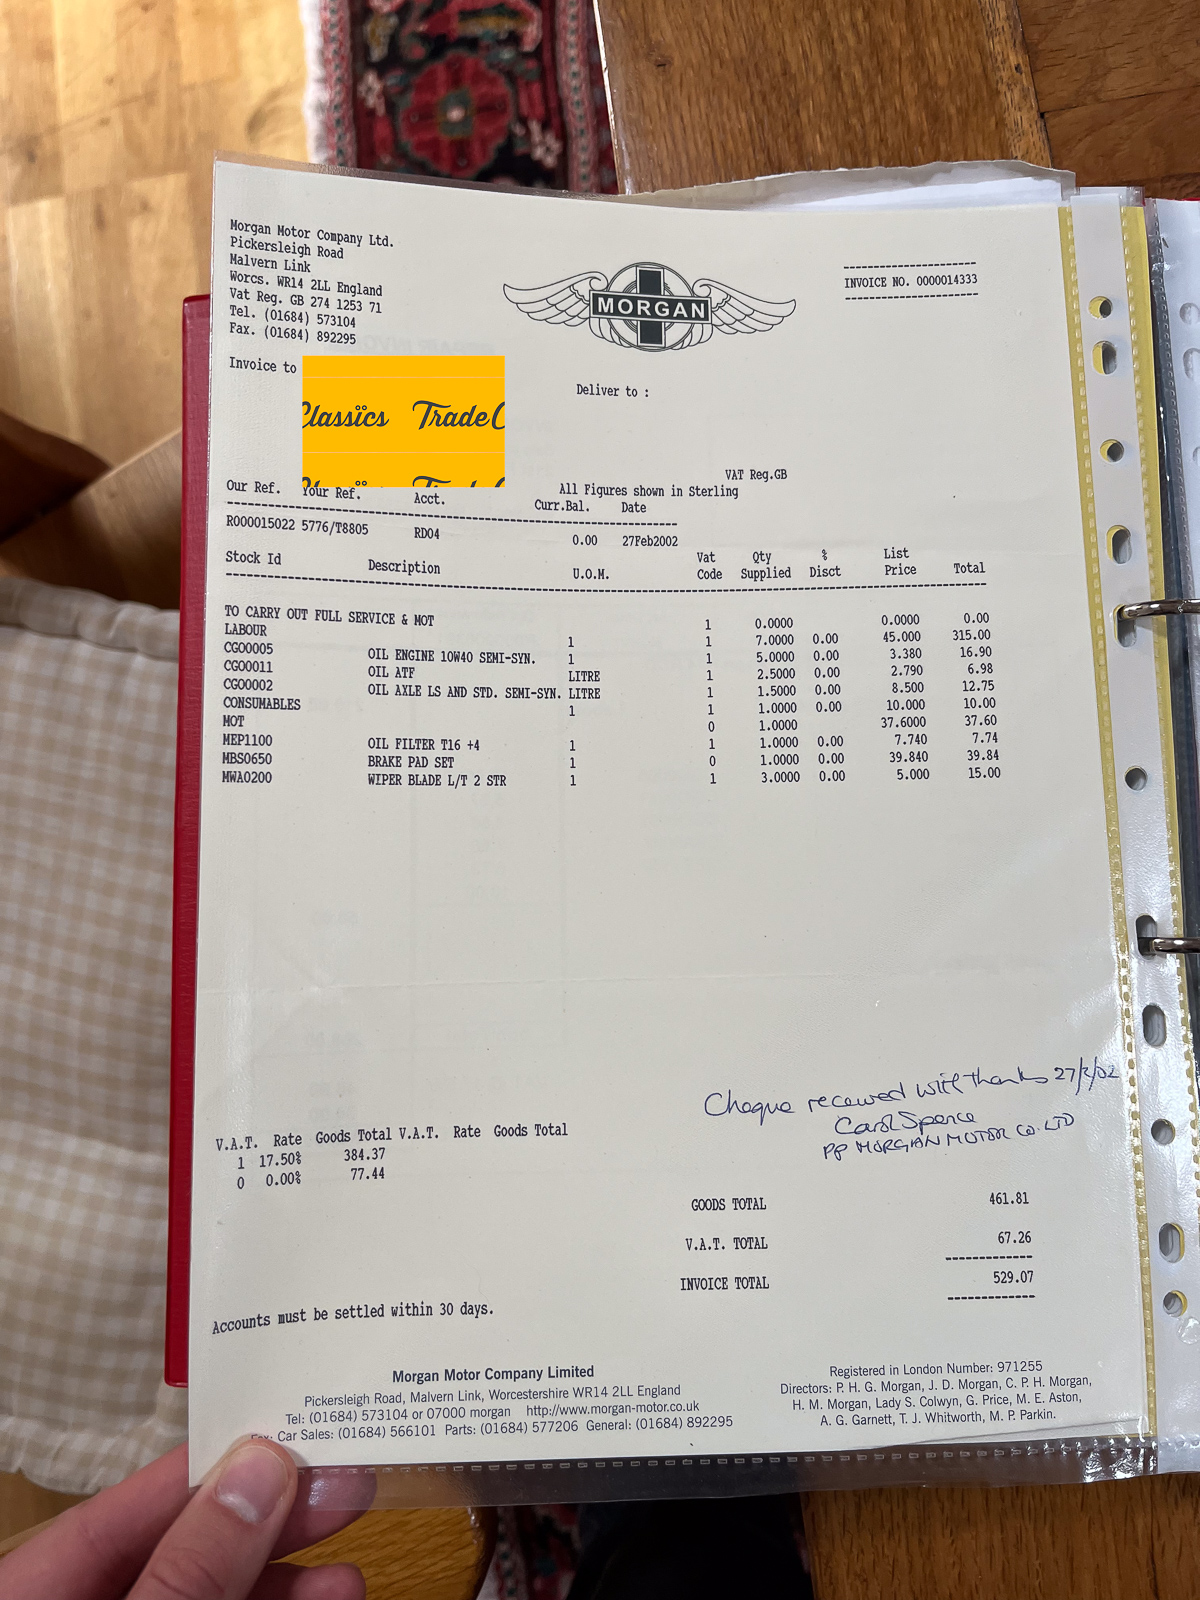 Morgan Motor Company Ltd.
Pickersleigh Road
Malvern Link
Worcs. WR14 2LL England
Vat Reg. GB 274 1253 71
Tel. (01684) 573104
Fax. (01684) 892295
MORGAN
INVOICE NO. 0000014333
Invoice to
Classics Trade C
Deliver to :
VAT Reg.GB
All Figures shown in Sterling
Our Ref. Your Ref. Acct. Curr.Bal. Date
R000015022 5776/T8805 RD04 0.00 27Feb2002
Stock Id Description U.O.M. Vat Code Qty Supplied % Disct List Price Total
TO CARRY OUT FULL SERVICE & MOT 1 0.0000 0.0000 0.00
LABOUR 1 1 7.0000 0.00 45.000 315.00
CGO0005 OIL ENGINE 10W40 SEMI-SYN. 1 1 5.0000 0.00 3.380 16.90
CGO0011 OIL ATF LITRE 1 2.5000 0.00 2.790 6.98
CGO0002 OIL AXLE LS AND STD. SEMI-SYN. LITRE 1 1.5000 0.00 8.500 12.75
CONSUMABLES 1 1 1.0000 0.00 10.000 10.00
MOT 0 1.0000 37.6000 37.60
MEP1100 OIL FILTER T16 +4 1 1 1.0000 0.00 7.740 7.74
MBS0650 BRAKE PAD SET 1 0 1.0000 0.00 39.840 39.84
MWA0200 WIPER BLADE L/T 2 STR 1 1 3.0000 0.00 5.000 15.00
Cheque received with thanks 27/2/02
Carol Spence
PP MORGAN MOTOR CO. LTD
V.A.T. Rate Goods Total V.A.T. Rate Goods Total
1 17.50% 384.37
0 0.00% 77.44
GOODS TOTAL 461.81
V.A.T. TOTAL 67.26
INVOICE TOTAL 529.07
Accounts must be settled within 30 days.
Morgan Motor Company Limited
Pickersleigh Road, Malvern Link, Worcestershire WR14 2LL England
Tel: (01684) 573104 or 07000 morgan http://www.morgan-motor.co.uk
Fax: Car Sales: (01684) 566101 Parts: (01684) 577206 General: (01684) 892295
Registered in London Number: 971255
Directors: P. H. G. Morgan, J. D. Morgan, C. P. H. Morgan,
H. M. Morgan, Lady S. Colwyn, G. Price, M. E. Aston,
A. G. Garnett, T. J. Whitworth, M. P. Parkin.